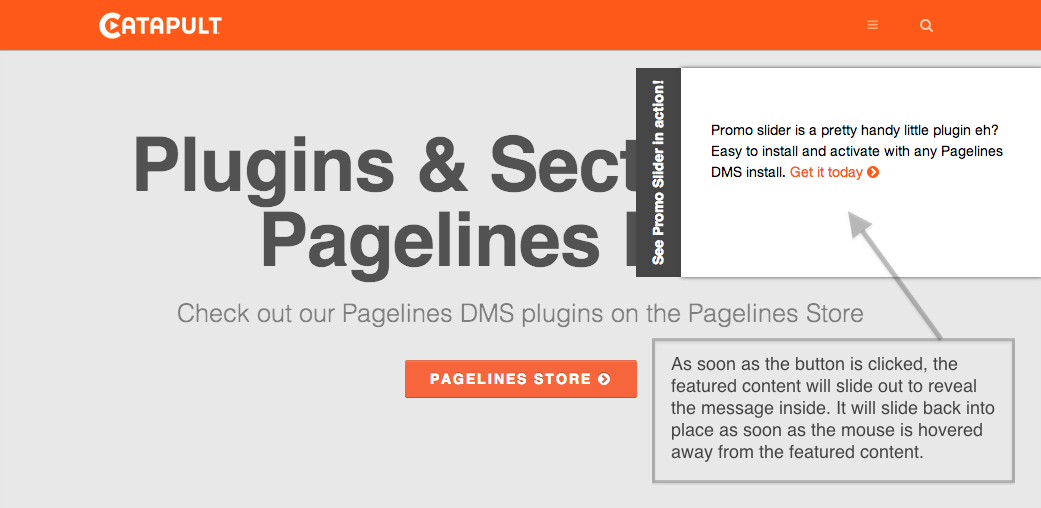 CATAPULT
See Promo Slider in action!
Promo slider is a pretty handy little plugin eh?
Easy to install and activate with any Pagelines
DMS install. Get it today
Plugins & Sect
Pagelines
Check out our Pagelines DMS plugins on the Pagelines Store
PAGELINES STORE
As soon as the button is clicked, the
featured content will slide out to reveal
the message inside. It will slide back into
place as soon as the mouse is hovered
away from the featured content.